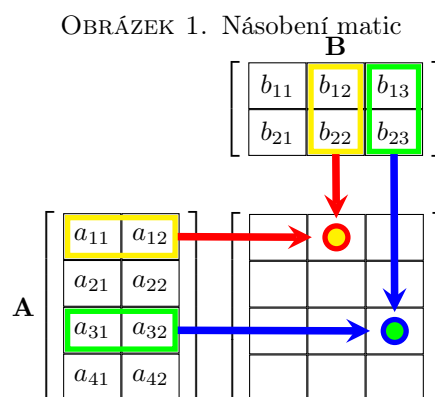 OBRÁZEK 1. Násobení matic
B
b11 b12 b13
b21 b22 b23
a11 a12
a21 a22
A
a31 a32
a41 a42